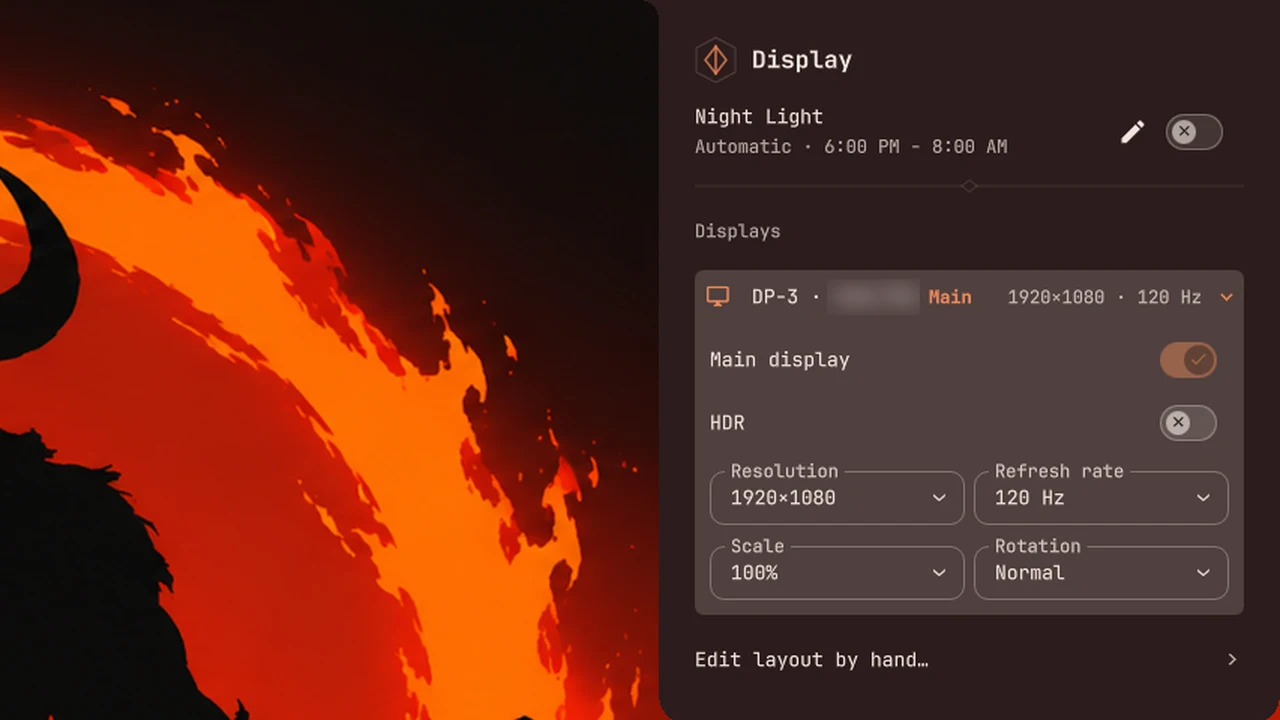 Display
Night Light
Automatic · 6:00 PM - 8:00 AM
Displays
DP-3 · Main 1920×1080 · 120 Hz
Main display
HDR
Resolution Refresh rate
1920×1080 120 Hz
Scale Rotation
100% Normal
Edit layout by hand…